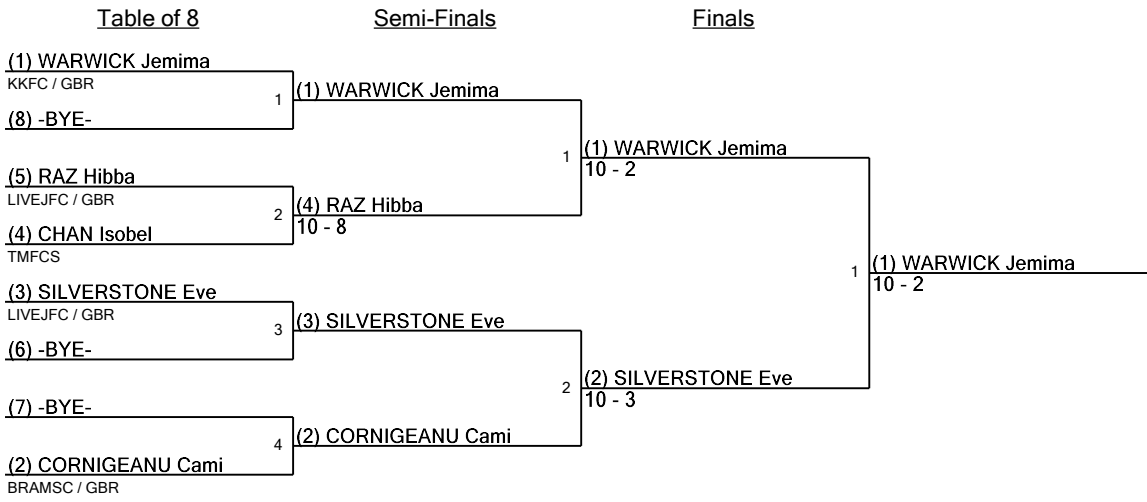 Table of 8
Semi-Finals
Finals
(1) WARWICK Jemima
KKFC / GBR
1
(8) -BYE-
(1) WARWICK Jemima
(5) RAZ Hibba
LIVEJFC / GBR
2
(4) CHAN Isobel
TMFCS
(4) RAZ Hibba
10 - 8
1
(1) WARWICK Jemima
10 - 2
(3) SILVERSTONE Eve
LIVEJFC / GBR
3
(6) -BYE-
(3) SILVERSTONE Eve
(7) -BYE-
4
(2) CORNIGEANU Cami
BRAMSC / GBR
(2) CORNIGEANU Cami
2
(2) SILVERSTONE Eve
10 - 3
1
(1) WARWICK Jemima
10 - 2